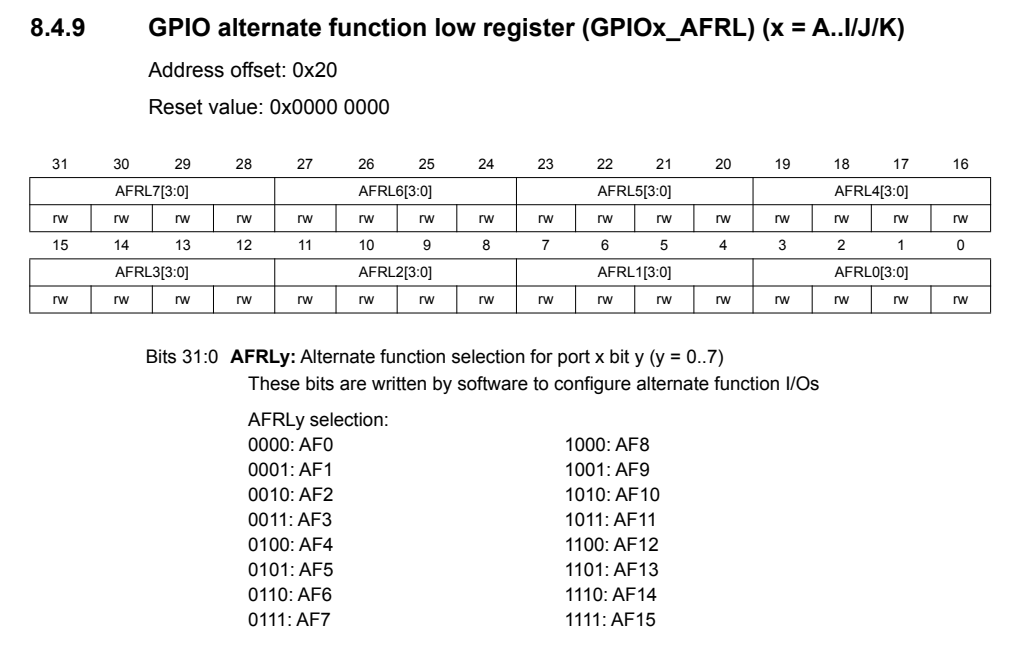 8.4.9 GPIO alternate function low register (GPIOx_AFRL) (x = A..I/J/K)
Address offset: 0x20
Reset value: 0x0000 0000
31 30 29 28 27 26 25 24 23 22 21 20 19 18 17 16
AFRL7[3:0] AFRL6[3:0] AFRL5[3:0] AFRL4[3:0]
rw rw rw rw rw rw rw rw rw rw rw rw rw rw rw rw
15 14 13 12 11 10 9 8 7 6 5 4 3 2 1 0
AFRL3[3:0] AFRL2[3:0] AFRL1[3:0] AFRL0[3:0]
rw rw rw rw rw rw rw rw rw rw rw rw rw rw rw rw
Bits 31:0 AFRLy: Alternate function selection for port x bit y (y = 0..7)
These bits are written by software to configure alternate function I/Os
AFRLy selection:
0000: AF0 1000: AF8
0001: AF1 1001: AF9
0010: AF2 1010: AF10
0011: AF3 1011: AF11
0100: AF4 1100: AF12
0101: AF5 1101: AF13
0110: AF6 1110: AF14
0111: AF7 1111: AF15